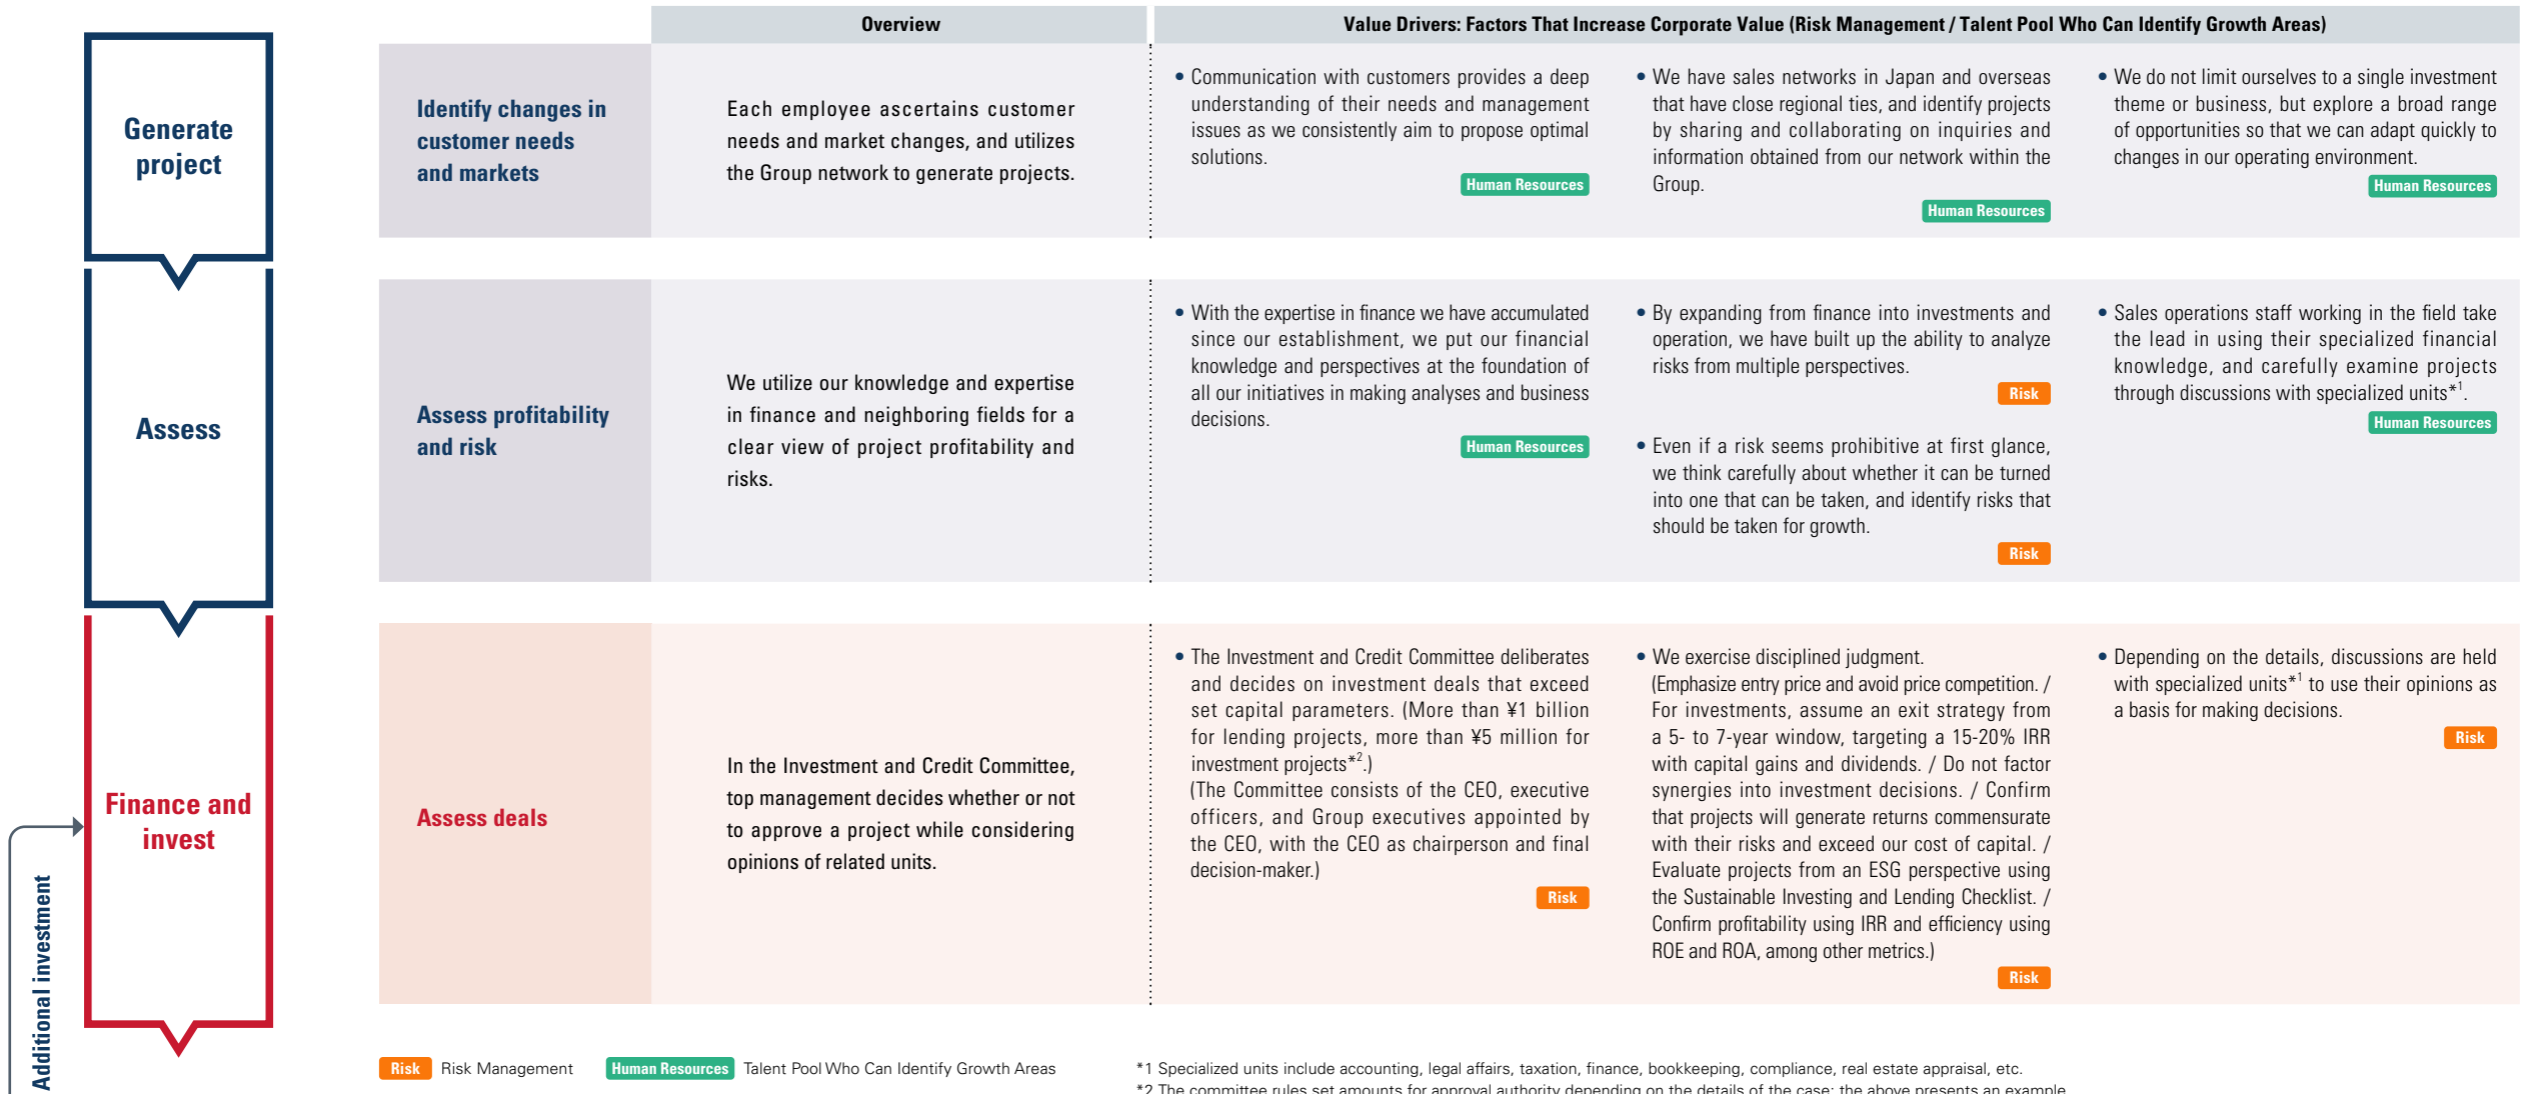 Overview
Value Drivers: Factors That Increase Corporate Value (Risk Management / Talent Pool Who Can Identify Growth Areas)
Generate
project
Identify changes in
customer needs
and markets
Each employee ascertains customer
needs and market changes, and utilizes
the Group network to generate projects.
• Communication with customers provides a deep
understanding of their needs and management
issues as we consistently aim to propose optimal
solutions.
Human Resources
• We have sales networks in Japan and overseas
that have close regional ties, and identify projects
by sharing and collaborating on inquiries and
information obtained from our network within the
Group.
Human Resources
• We do not limit ourselves to a single investment
theme or business, but explore a broad range
of opportunities so that we can adapt quickly to
changes in our operating environment.
Human Resources
Assess
Assess profitability
and risk
We utilize our knowledge and expertise
in finance and neighboring fields for a
clear view of project profitability and
risks.
• With the expertise in finance we have accumulated
since our establishment, we put our financial
knowledge and perspectives at the foundation of
all our initiatives in making analyses and business
decisions.
Human Resources
• By expanding from finance into investments and
operation, we have built up the ability to analyze
risks from multiple perspectives.
Risk
• Even if a risk seems prohibitive at first glance,
we think carefully about whether it can be turned
into one that can be taken, and identify risks that
should be taken for growth.
Risk
• Sales operations staff working in the field take
the lead in using their specialized financial
knowledge, and carefully examine projects
through discussions with specialized units*1.
Human Resources
Finance and
invest
Assess deals
In the Investment and Credit Committee,
top management decides whether or not
to approve a project while considering
opinions of related units.
• The Investment and Credit Committee deliberates
and decides on investment deals that exceed
set capital parameters. (More than ¥1 billion
for lending projects, more than ¥5 million for
investment projects*2.)
(The Committee consists of the CEO, executive
officers, and Group executives appointed by
the CEO, with the CEO as chairperson and final
decision-maker.)
Risk
• We exercise disciplined judgment.
(Emphasize entry price and avoid price competition. /
For investments, assume an exit strategy from
a 5- to 7-year window, targeting a 15-20% IRR
with capital gains and dividends. / Do not factor
synergies into investment decisions. / Confirm
that projects will generate returns commensurate
with their risks and exceed our cost of capital. /
Evaluate projects from an ESG perspective using
the Sustainable Investing and Lending Checklist. /
Confirm profitability using IRR and efficiency using
ROE and ROA, among other metrics.)
Risk
• Depending on the details, discussions are held
with specialized units*1 to use their opinions as
a basis for making decisions.
Risk
Additional investment
Risk Risk Management Human Resources Talent Pool Who Can Identify Growth Areas
*1 Specialized units include accounting, legal affairs, taxation, finance, bookkeeping, compliance, real estate appraisal, etc.
*2 The committee rules set amounts for approval authority depending on the details of the case; the above presents an example.